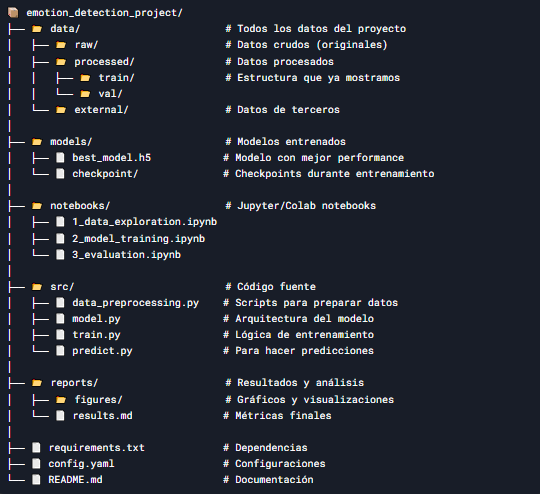 📦 emotion_detection_project/
├── 📂 data/                      # Todos los datos del proyecto
│   ├── 📂 raw/                   # Datos crudos (originales)
│   ├── 📂 processed/             # Datos procesados
│   │   ├── 📂 train/             # Estructura que ya mostramos
│   │   └── 📂 val/
│   └── 📂 external/              # Datos de terceros
│
├── 📂 models/                    # Modelos entrenados
│   ├── 📄 best_model.h5          # Modelo con mejor performance
│   └── 📄 checkpoint/            # Checkpoints durante entrenamiento
│
├── 📂 notebooks/                 # Jupyter/Colab notebooks
│   ├── 📄 1_data_exploration.ipynb
│   ├── 📄 2_model_training.ipynb
│   └── 📄 3_evaluation.ipynb
│
├── 📂 src/                       # Código fuente
│   ├── 📄 data_preprocessing.py  # Scripts para preparar datos
│   ├── 📄 model.py               # Arquitectura del modelo
│   ├── 📄 train.py               # Lógica de entrenamiento
│   └── 📄 predict.py             # Para hacer predicciones
│
├── 📂 reports/                   # Resultados y análisis
│   ├── 📂 figures/               # Gráficos y visualizaciones
│   └── 📄 results.md             # Métricas finales
│
├── 📄 requirements.txt           # Dependencias
├── 📄 config.yaml                # Configuraciones
└── 📄 README.md                  # Documentación